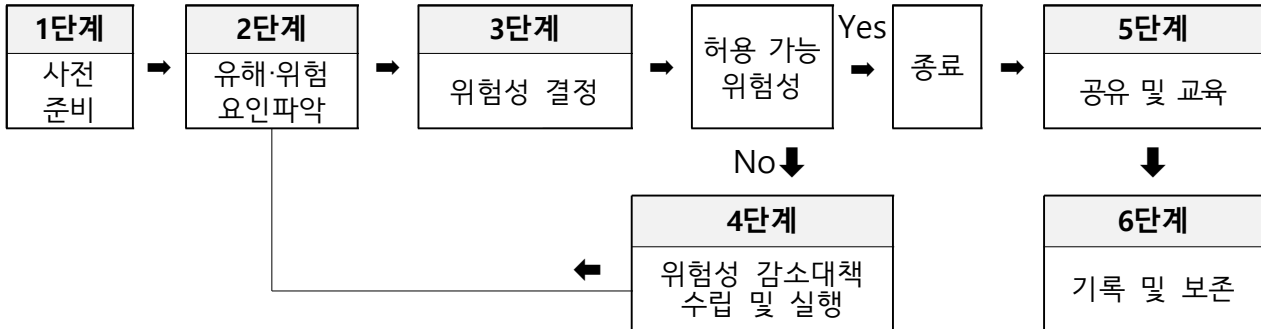 1단계
사전
준비
➡
2단계
유해·위험
요인파악
➡
3단계
위험성 결정
➡
허용 가능
위험성
Yes
➡
종료
➡
5단계
공유 및 교육
No⬇
⬇
4단계
위험성 감소대책
수립 및 실행
⬅
6단계
기록 및 보존